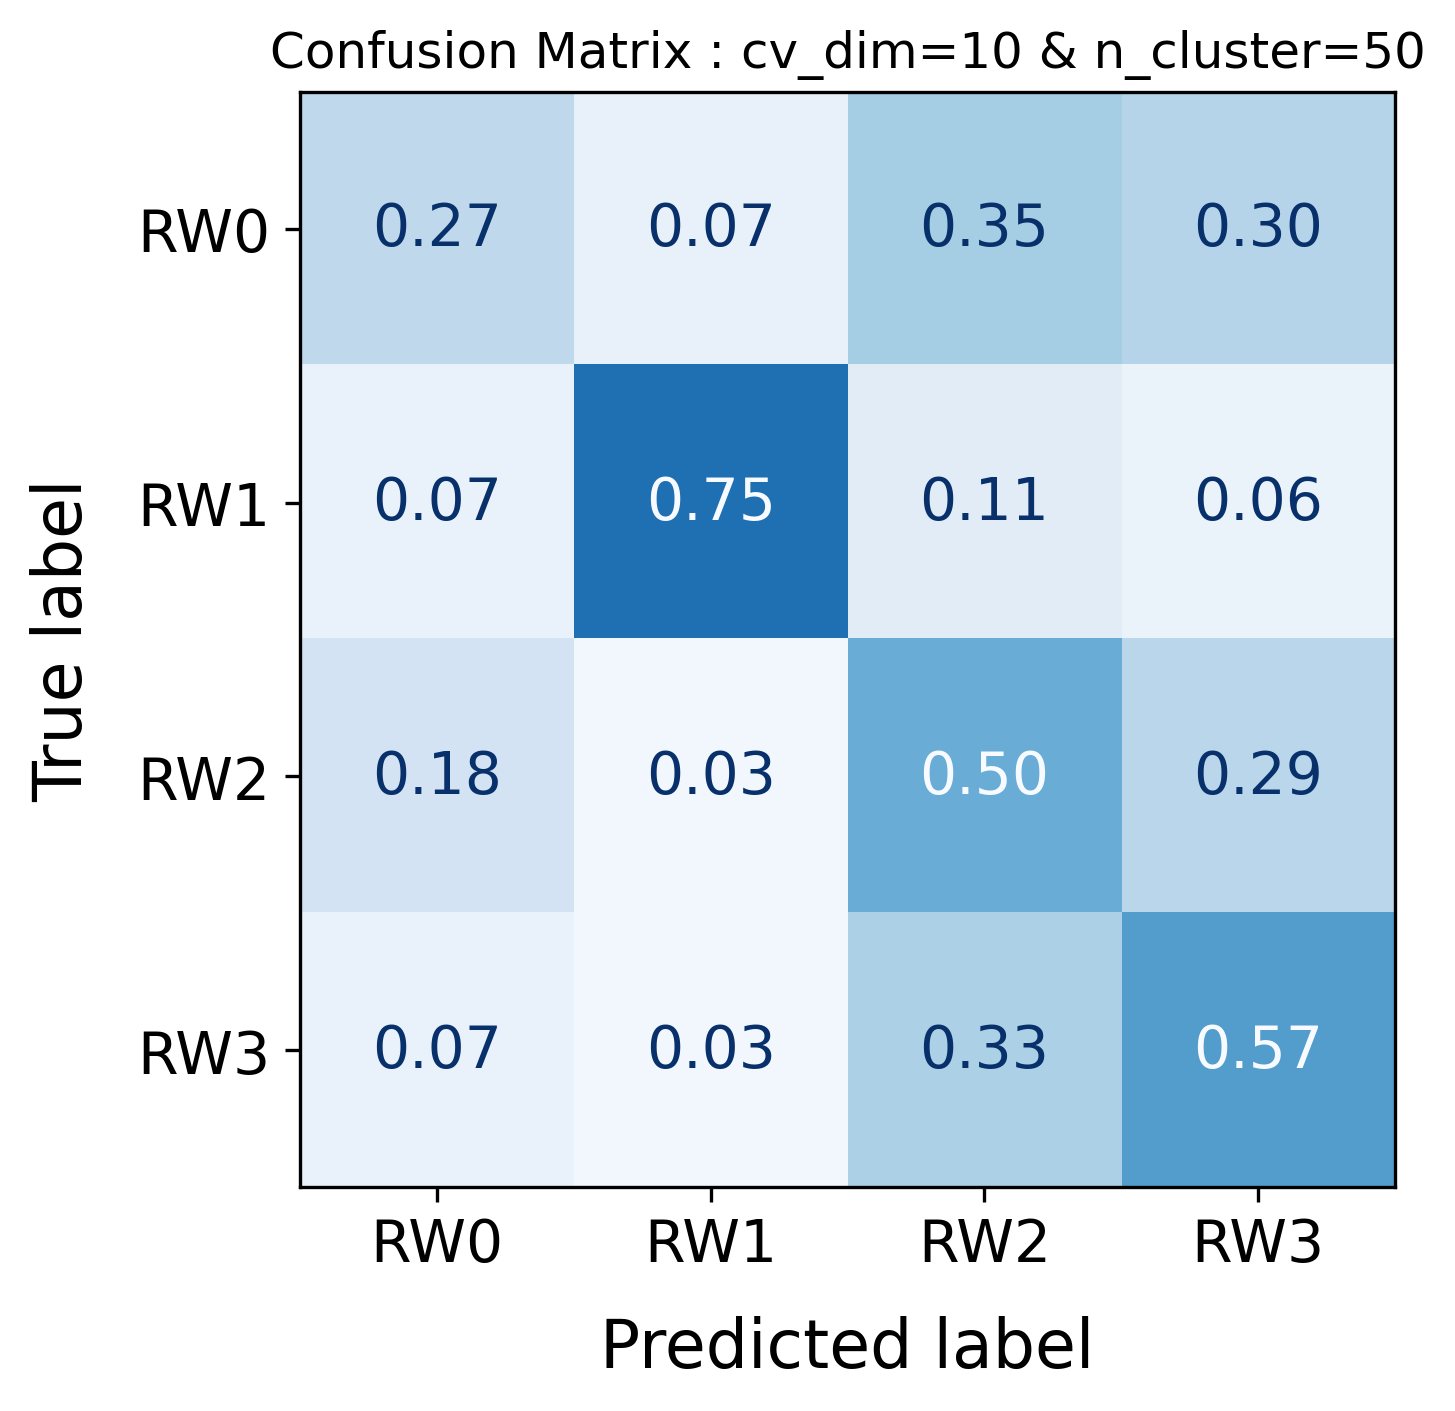 Confusion Matrix : cv_dim=10 & n_cluster=50
True label
RW0 0.27 0.07 0.35 0.30
RW1 0.07 0.75 0.11 0.06
RW2 0.18 0.03 0.50 0.29
RW3 0.07 0.03 0.33 0.57
RW0 RW1 RW2 RW3
Predicted label